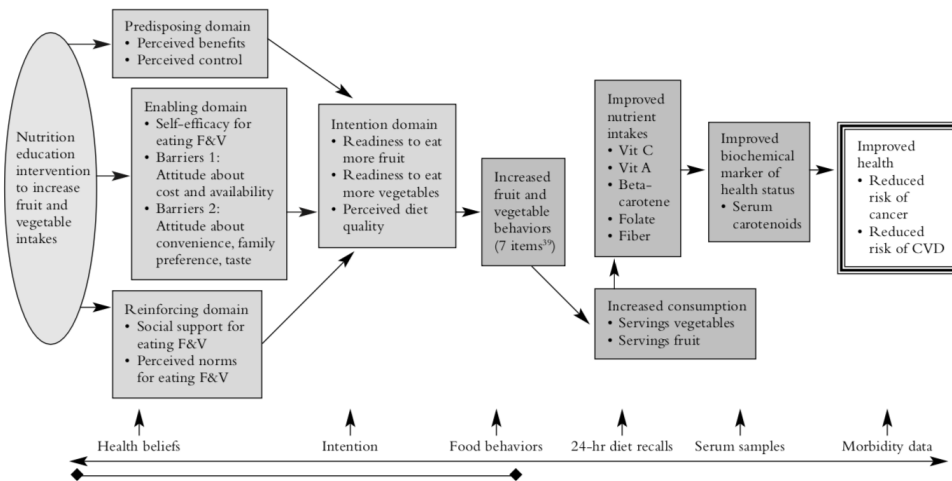 Nutrition
education
intervention
to increase
fruit and
vegetable
intakes
Predisposing domain
• Perceived benefits
• Perceived control
Enabling domain
• Self-efficacy for
eating F&V
• Barriers 1:
Attitude about
cost and availability
• Barriers 2:
Attitude about
convenience, family
preference, taste
Reinforcing domain
• Social support for
eating F&V
• Perceived norms
for eating F&V
Intention domain
• Readiness to eat
more fruit
• Readiness to eat
more vegetables
• Perceived diet
quality
Increased
fruit and
vegetable
behaviors
(7 items³⁹)
Improved
nutrient
intakes
• Vit C
• Vit A
• Beta-
carotene
• Folate
• Fiber
Increased consumption
• Servings vegetables
• Servings fruit
Improved
biochemical
marker of
health status
• Serum
carotenoids
Improved
health
• Reduced
risk of
cancer
• Reduced
risk of CVD
Health beliefs
Intention
Food behaviors
24-hr diet recalls
Serum samples
Morbidity data